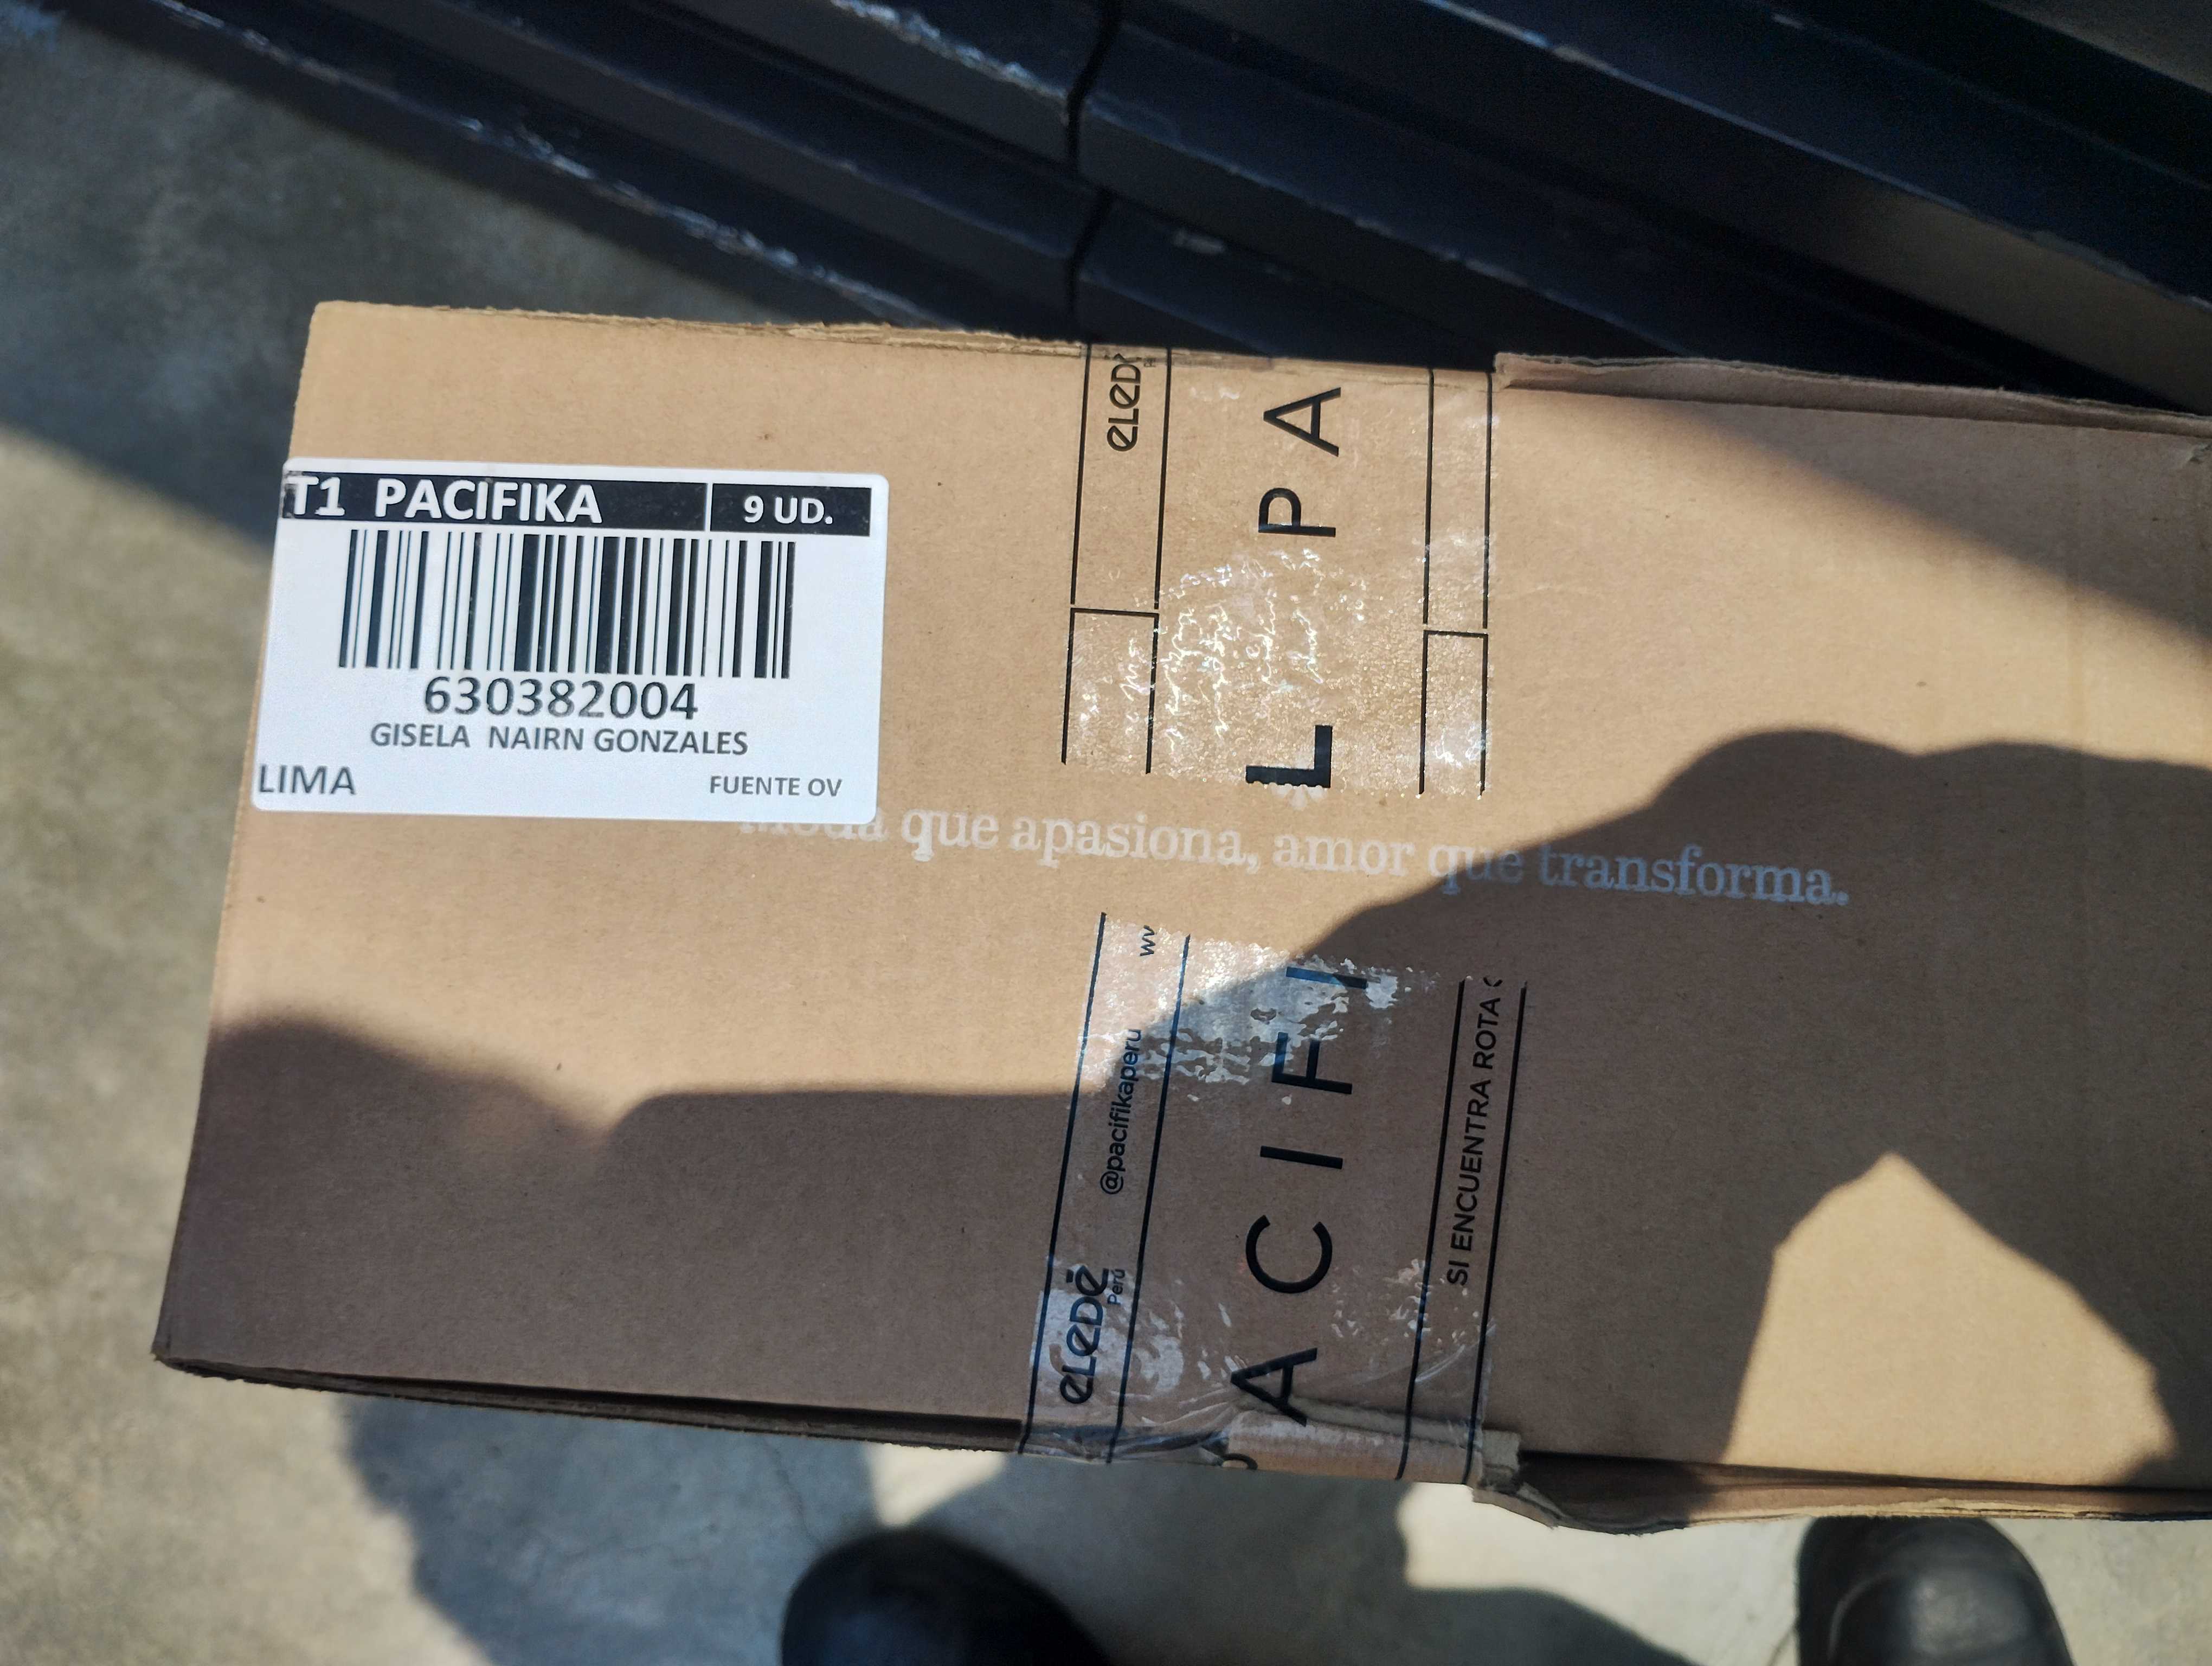 T1 PACIFIKA
9 UD.
630382004
GISELA NAIRN GONZALES
LIMA
FUENTE OV
que apasiona, amor que transforma.
L PA
ACIFI
@pacifikaperu
eLeDé
Perú
SI ENCUENTRA ROTA